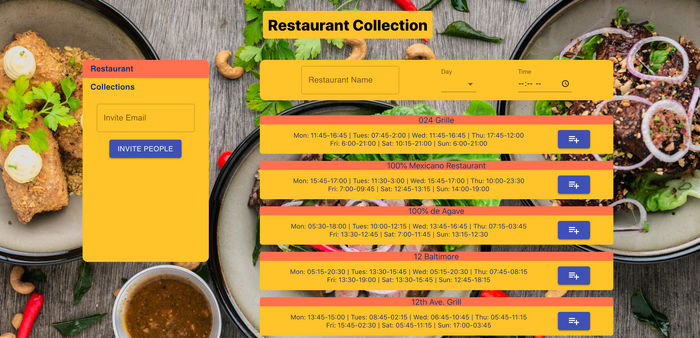 Restaurant Collection
Restaurant
Collections
Invite Email
INVITE PEOPLE
Restaurant Name
Day
Time
--:-- --
024 Grille
Mon: 11:45-16:45 | Tues: 07:45-2:00 | Wed: 11:45-16:45 | Thu: 17:45-12:00
Fri: 6:00-21:00 | Sat: 10:15-21:00 | Sun: 6:00-21:00
100% Mexicano Restaurant
Mon: 15:45-17:00 | Tues: 11:30-3:00 | Wed: 15:45-17:00 | Thu: 10:00-23:30
Fri: 7:00-09:45 | Sat: 12:45-13:15 | Sun: 14:00-19:00
100% de Agave
Mon: 05:30-18:00 | Tues: 10:00-12:15 | Wed: 13:45-16:45 | Thu: 07:15-03:45
Fri: 13:30-12:45 | Sat: 7:00-11:45 | Sun: 13:15-12:30
12 Baltimore
Mon: 05:15-20:30 | Tues: 13:30-15:45 | Wed: 05:15-20:30 | Thu: 07:45-08:15
Fri: 13:30-19:00 | Sat: 13:30-15:45 | Sun: 12:45-18:15
12th Ave. Grill
Mon: 13:45-15:00 | Tues: 08:45-02:15 | Wed: 06:45-10:45 | Thu: 05:45-11:15
Fri: 15:45-02:30 | Sat: 05:45-11:15 | Sun: 17:00-03:45